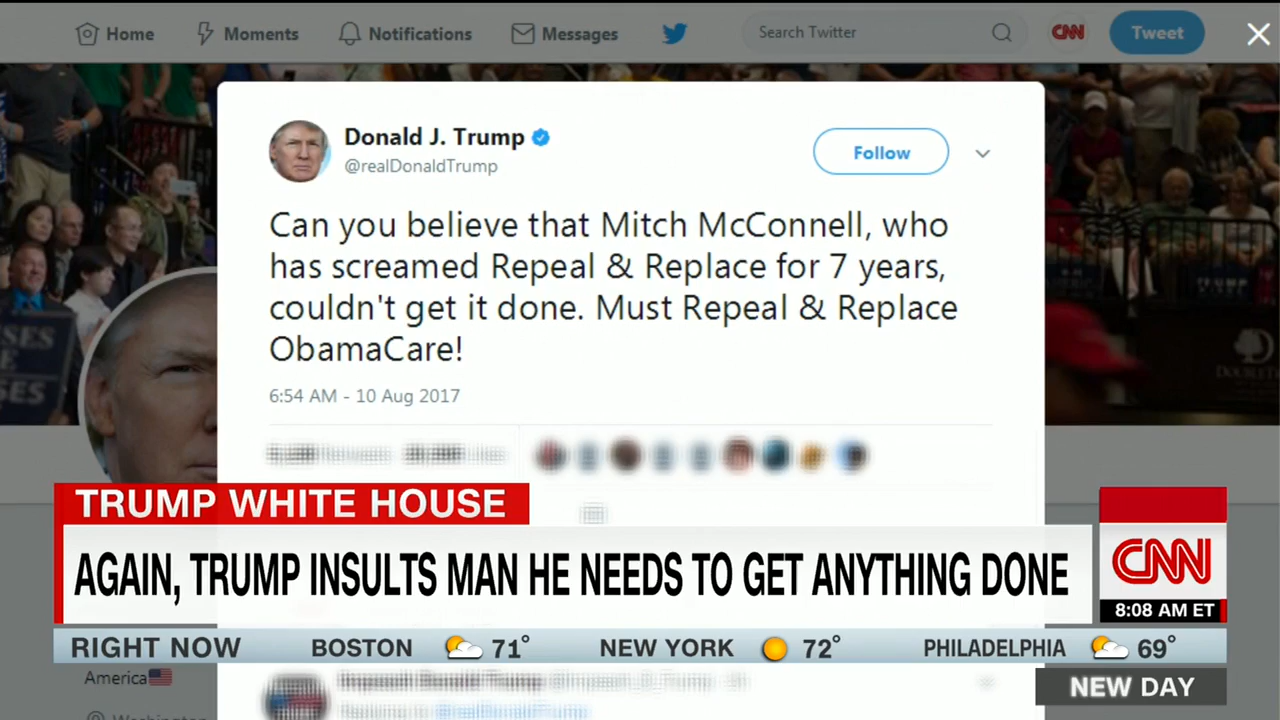 Home Moments Notifications Messages Search Twitter CNN Tweet
Donald J. Trump
@realDonaldTrump
Follow
Can you believe that Mitch McConnell, who
has screamed Repeal & Replace for 7 years,
couldn't get it done. Must Repeal & Replace
ObamaCare!
6:54 AM - 10 Aug 2017
TRUMP WHITE HOUSE
AGAIN, TRUMP INSULTS MAN HE NEEDS TO GET ANYTHING DONE
CNN
8:08 AM ET
RIGHT NOW BOSTON 71° NEW YORK 72° PHILADELPHIA 69°
America
NEW DAY